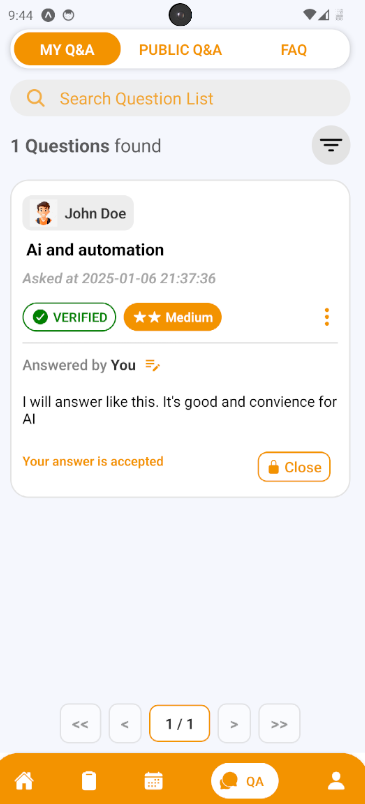 9:44
MY Q&A
PUBLIC Q&A
FAQ
Search Question List
1 Questions found
John Doe
Ai and automation
Asked at 2025-01-06 21:37:36
VERIFIED
Medium
Answered by You
I will answer like this. It's good and convience for
AI
Your answer is accepted
Close
<<
<
1 / 1
>
>>
QA